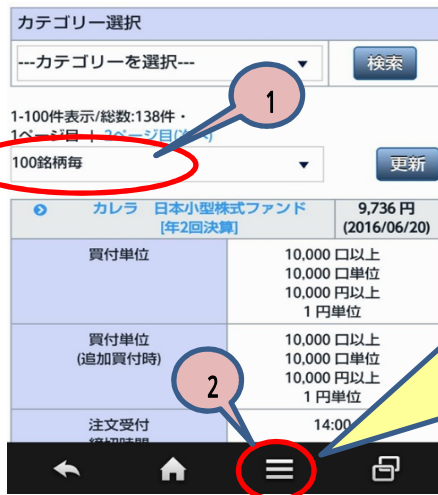 カテゴリー選択
---カテゴリーを選択---
検索
1
1-100件表示/総数:138件・
1ページ目 | 2ページ目(次へ)
100銘柄毎
更新
カレラ 日本小型株式ファンド
[年2回決算]
9,736 円
(2016/06/20)
買付単位
10,000 口以上
10,000 口単位
10,000 円以上
1 円単位
買付単位
(追加買付時)
10,000 口以上
10,000 口単位
10,000 円以上
1 円単位
2
注文受付
締切時間
14:00